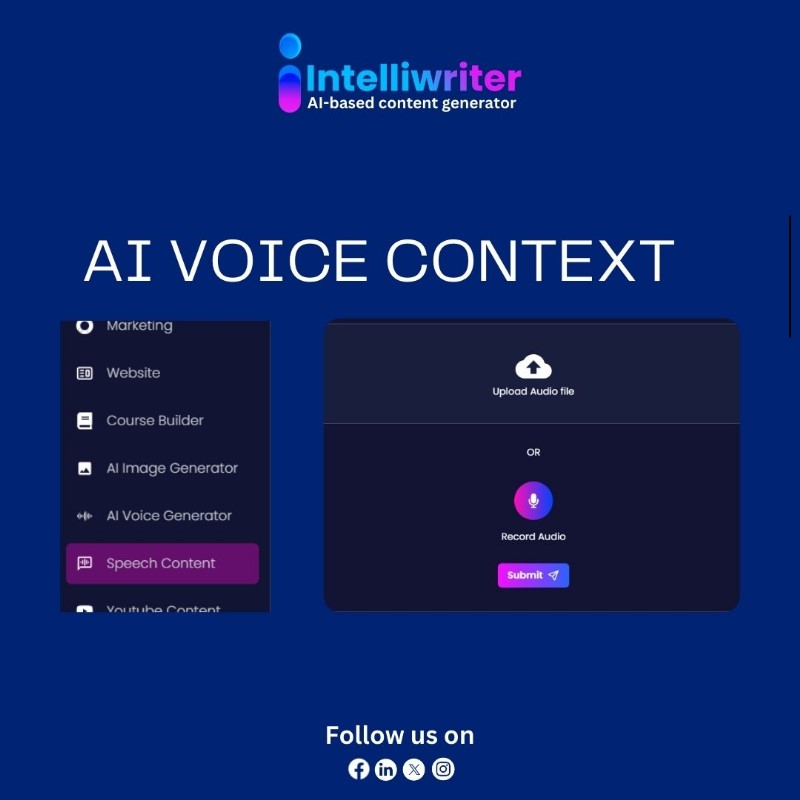 Intelliwriter
AI-based content generator
AI VOICE CONTEXT
Marketing
Website
Course Builder
AI Image Generator
AI Voice Generator
Speech Content
Youtube Content
Upload Audio file
OR
Record Audio
Submit
Follow us on